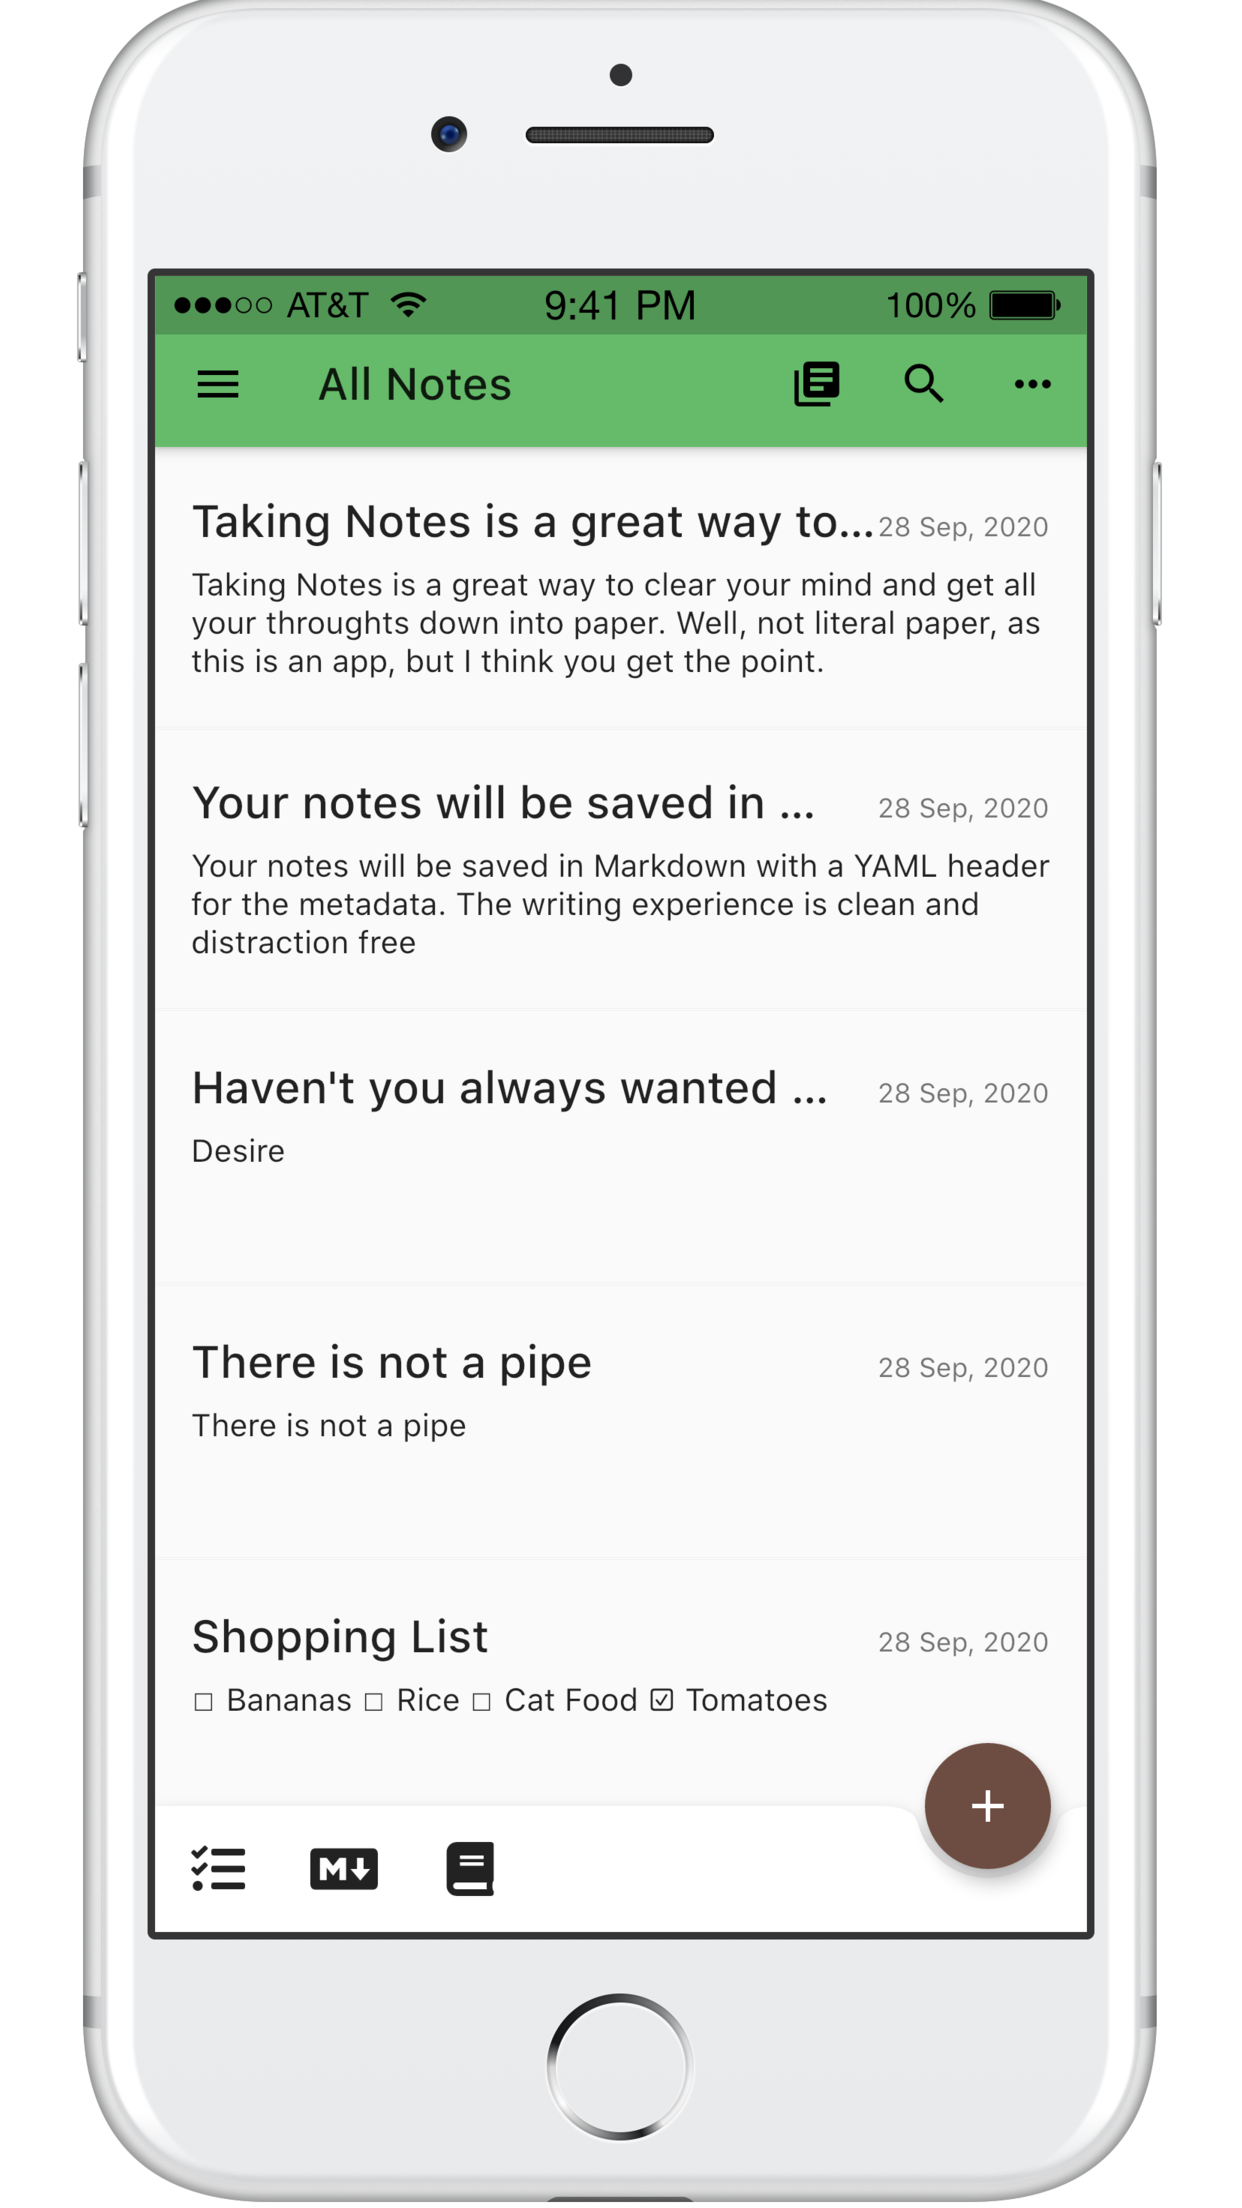 AT&T 9:41 PM 100%
All Notes
Taking Notes is a great way to... 28 Sep, 2020
Taking Notes is a great way to clear your mind and get all
your throughts down into paper. Well, not literal paper, as
this is an app, but I think you get the point.
Your notes will be saved in ... 28 Sep, 2020
Your notes will be saved in Markdown with a YAML header
for the metadata. The writing experience is clean and
distraction free
Haven't you always wanted ... 28 Sep, 2020
Desire
There is not a pipe 28 Sep, 2020
There is not a pipe
Shopping List 28 Sep, 2020
☐ Bananas ☐ Rice ☐ Cat Food ☑ Tomatoes
M